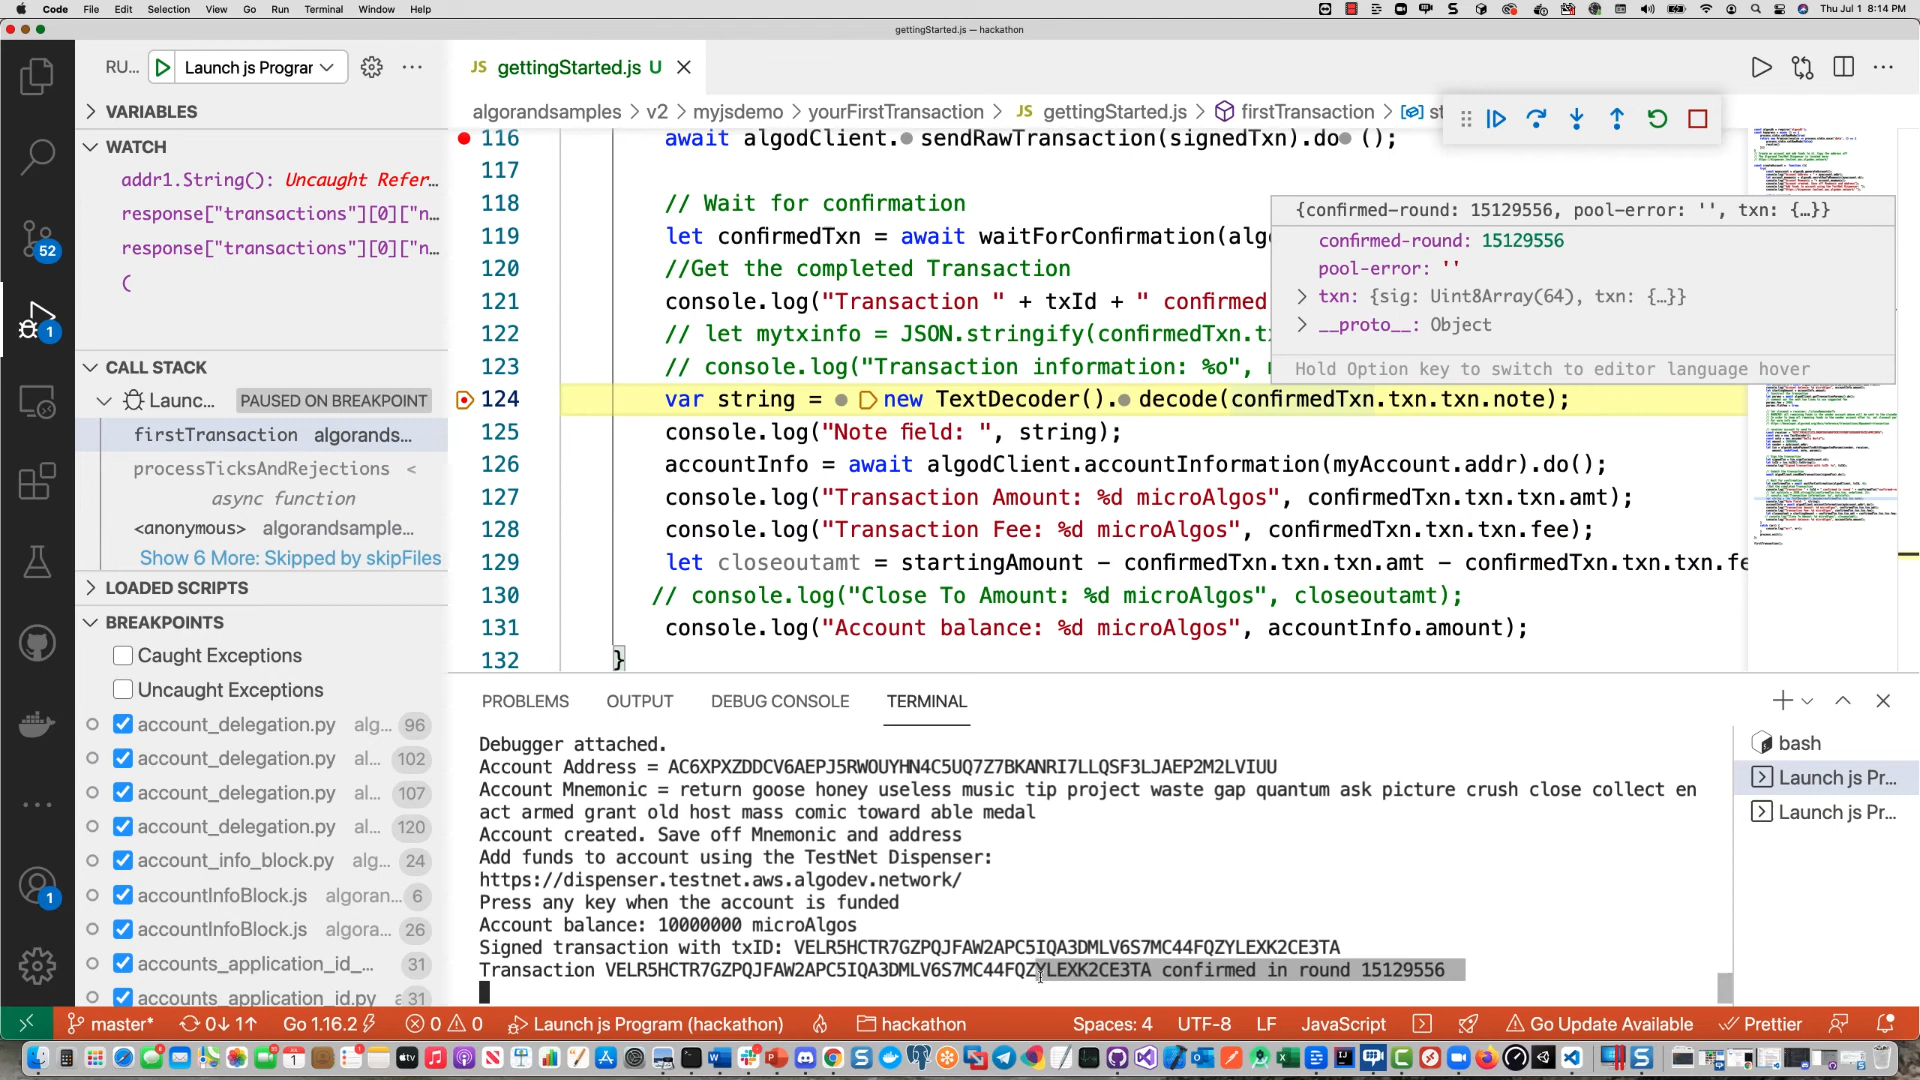 Code File Edit Selection View Go Run Terminal Window Help
Thu Jul 1 8:14 PM
gettingStarted.js — hackathon
RU... Launch js Prograr
JS gettingStarted.js U
VARIABLES
algorandsamples > v2 > myjsdemo > yourFirstTransaction > JS gettingStarted.js > firstTransaction > st
WATCH
addr1.String(): Uncaught Refer...
response["transactions"][0]["n...
response["transactions"][0]["n...
(
CALL STACK
Launc... PAUSED ON BREAKPOINT
firstTransaction algorands...
processTicksAndRejections <
async function
<anonymous> algorandsample...
Show 6 More: Skipped by skipFiles
LOADED SCRIPTS
BREAKPOINTS
Caught Exceptions
Uncaught Exceptions
account_delegation.py alg... 96
account_delegation.py al... 102
account_delegation.py al... 107
account_delegation.py al... 120
account_info_block.py alg... 24
accountInfoBlock.js algoran... 6
accountInfoBlock.js algora... 26
accounts_application_id_... 31
accounts_application_id.py a... 31
52
1
1
116 await algodClient.sendRawTransaction(signedTxn).do();
117
118 // Wait for confirmation
119 let confirmedTxn = await waitForConfirmation(algo
120 //Get the completed Transaction
121 console.log("Transaction " + txId + " confirmed
122 // let mytxinfo = JSON.stringify(confirmedTxn.t
123 // console.log("Transaction information: %o",
124 var string = new TextDecoder().decode(confirmedTxn.txn.txn.note);
125 console.log("Note field: ", string);
126 accountInfo = await algodClient.accountInformation(myAccount.addr).do();
127 console.log("Transaction Amount: %d microAlgos", confirmedTxn.txn.txn.amt);
128 console.log("Transaction Fee: %d microAlgos", confirmedTxn.txn.txn.fee);
129 let closeoutamt = startingAmount - confirmedTxn.txn.txn.amt - confirmedTxn.txn.txn.fe
130 // console.log("Close To Amount: %d microAlgos", closeoutamt);
131 console.log("Account balance: %d microAlgos", accountInfo.amount);
132 }
{confirmed-round: 15129556, pool-error: '', txn: {…}}
confirmed-round: 15129556
pool-error: ''
txn: {sig: Uint8Array(64), txn: {…}}
__proto__: Object
Hold Option key to switch to editor language hover
PROBLEMS OUTPUT DEBUG CONSOLE TERMINAL
Debugger attached.
Account Address = AC6XPXZDDCV6AEPJ5RWOUYHN4C5UQ7Z7BKANRI7LLQSF3LJAEP2M2LVIUU
Account Mnemonic = return goose honey useless music tip project waste gap quantum ask picture crush close collect en
act armed grant old host mass comic toward able medal
Account created. Save off Mnemonic and address
Add funds to account using the TestNet Dispenser:
https://dispenser.testnet.aws.algodev.network/
Press any key when the account is funded
Account balance: 10000000 microAlgos
Signed transaction with txID: VELR5HCTR7GZPQJFAW2APC5IQA3DMLV6S7MC44FQZYLEXK2CE3TA
Transaction VELR5HCTR7GZPQJFAW2APC5IQA3DMLV6S7MC44FQZYLEXK2CE3TA confirmed in round 15129556
bash
Launch js Pr...
Launch js Pr...
master* 0↓ 1↑ Go 1.16.2 0 0 Launch js Program (hackathon) hackathon Spaces: 4 UTF-8 LF JavaScript Go Update Available Prettier